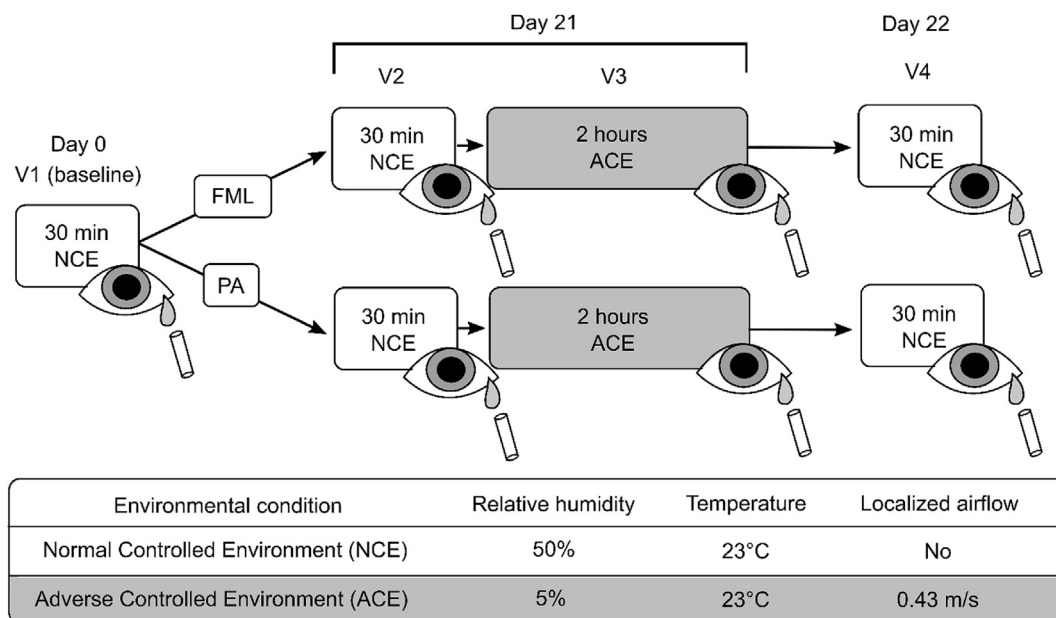 Day 21
Day 22
V2
V3
V4
Day 0
V1 (baseline)
30 min
NCE
FML
PA
30 min
NCE
2 hours
ACE
30 min
NCE
30 min
NCE
2 hours
ACE
30 min
NCE
Environmental condition Relative humidity Temperature Localized airflow
Normal Controlled Environment (NCE) 50% 23°C No
Adverse Controlled Environment (ACE) 5% 23°C 0.43 m/s